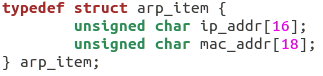 typedef struct arp_item {
        unsigned char ip_addr[16];
        unsigned char mac_addr[18];
} arp_item;